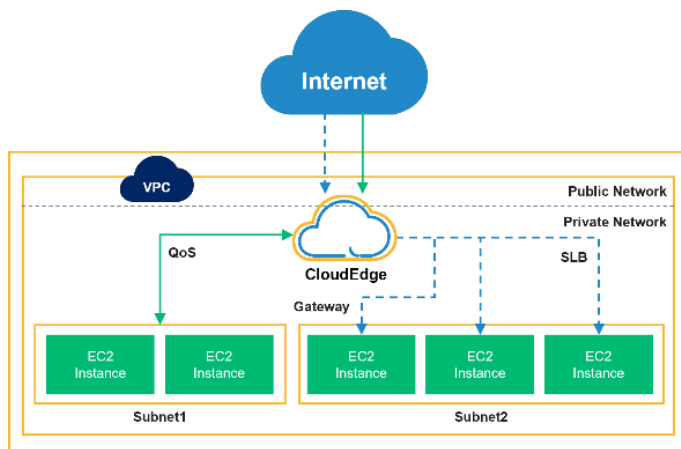 Internet
VPC
Public Network
Private Network
QoS
CloudEdge
SLB
Gateway
EC2
Instance
EC2
Instance
EC2
Instance
EC2
Instance
EC2
Instance
Subnet1
Subnet2